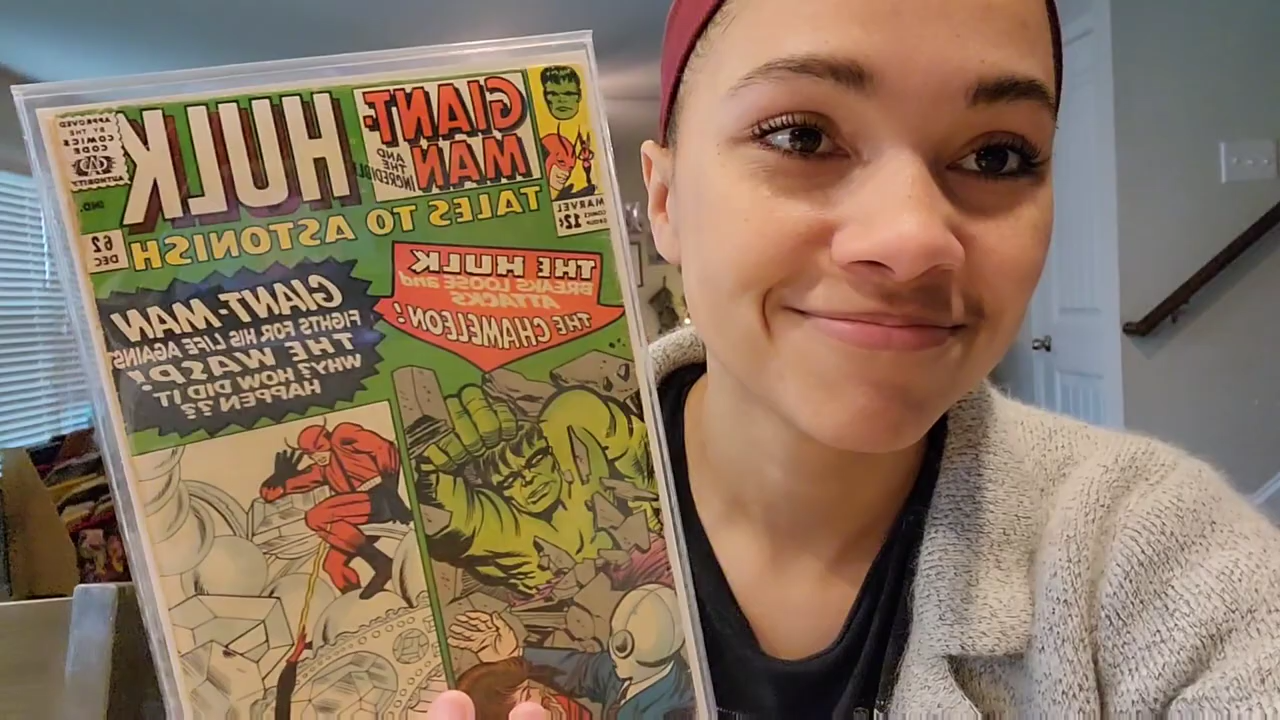 GIANT-
MAN
AND
THE
INCREDIBLE
HULK
APPROVED
BY THE
COMICS
CODE
AUTHORITY
MARVEL
COMICS
GROUP
12¢
IND.
TALES TO ASTONISH
62
DEC
THE HULK
BREAKS LOOSE and
ATTACKS
THE CHAMELEON!
GIANT-MAN
FIGHTS FOR HIS LIFE AGAINST
THE WASP!
WHY? HOW DID IT
HAPPEN??